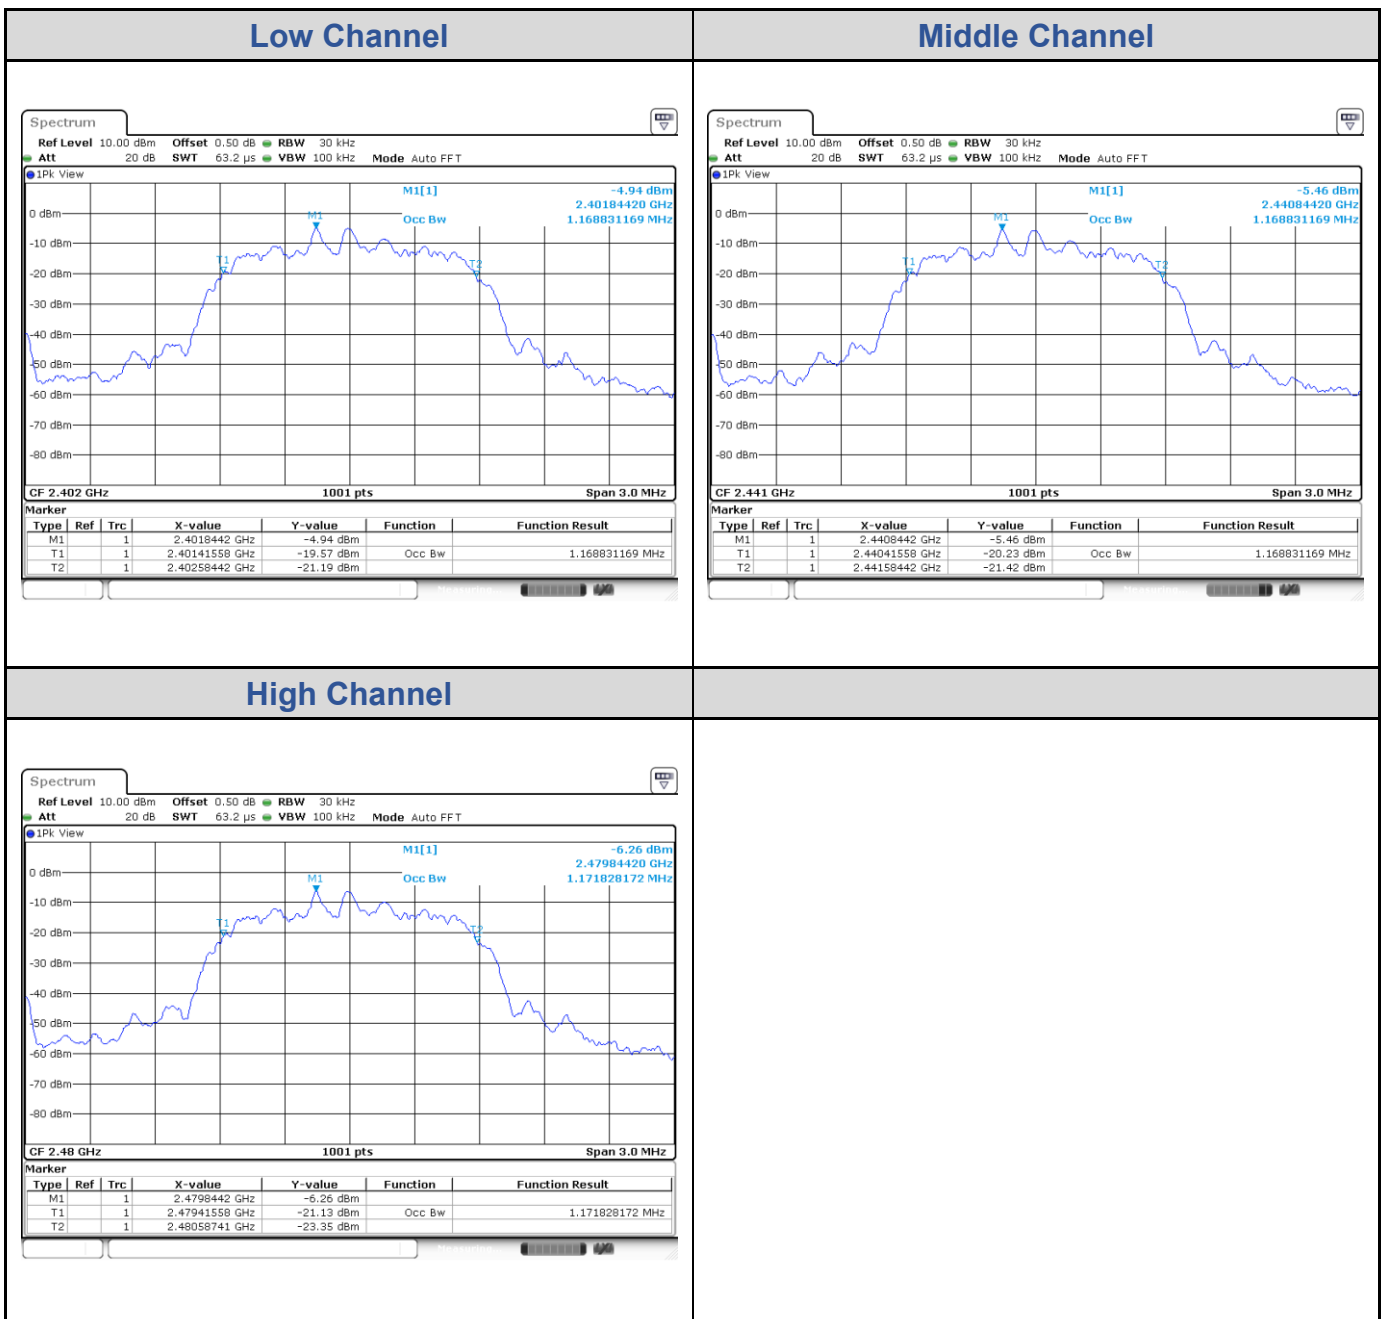 Low Channel
Middle Channel
Spectrum
Ref Level 10.00 dBm Offset 0.50 dB RBW 30 kHz
Att 20 dB SWT 63.2 µs VBW 100 kHz Mode Auto FFT
1Pk View
M1[1] -4.94 dBm
2.40184420 GHz
Occ Bw 1.168831169 MHz
M1
T1
T2
0 dBm
-10 dBm
-20 dBm
-30 dBm
-40 dBm
-50 dBm
-60 dBm
-70 dBm
-80 dBm
CF 2.402 GHz 1001 pts Span 3.0 MHz
Marker
Type Ref Trc X-value Y-value Function Function Result
M1 1 2.4018442 GHz -4.94 dBm
T1 1 2.40141558 GHz -19.57 dBm Occ Bw 1.168831169 MHz
T2 1 2.40258442 GHz -21.19 dBm
Spectrum
Ref Level 10.00 dBm Offset 0.50 dB RBW 30 kHz
Att 20 dB SWT 63.2 µs VBW 100 kHz Mode Auto FFT
1Pk View
M1[1] -5.46 dBm
2.44084420 GHz
Occ Bw 1.168831169 MHz
M1
T1
T2
0 dBm
-10 dBm
-20 dBm
-30 dBm
-40 dBm
-50 dBm
-60 dBm
-70 dBm
-80 dBm
CF 2.441 GHz 1001 pts Span 3.0 MHz
Marker
Type Ref Trc X-value Y-value Function Function Result
M1 1 2.4408442 GHz -5.46 dBm
T1 1 2.44041558 GHz -20.23 dBm Occ Bw 1.168831169 MHz
T2 1 2.44158442 GHz -21.42 dBm
High Channel
Spectrum
Ref Level 10.00 dBm Offset 0.50 dB RBW 30 kHz
Att 20 dB SWT 63.2 µs VBW 100 kHz Mode Auto FFT
1Pk View
M1[1] -6.26 dBm
2.47984420 GHz
Occ Bw 1.171828172 MHz
M1
T1
T2
0 dBm
-10 dBm
-20 dBm
-30 dBm
-40 dBm
-50 dBm
-60 dBm
-70 dBm
-80 dBm
CF 2.48 GHz 1001 pts Span 3.0 MHz
Marker
Type Ref Trc X-value Y-value Function Function Result
M1 1 2.4798442 GHz -6.26 dBm
T1 1 2.47941558 GHz -21.13 dBm Occ Bw 1.171828172 MHz
T2 1 2.48058741 GHz -23.35 dBm